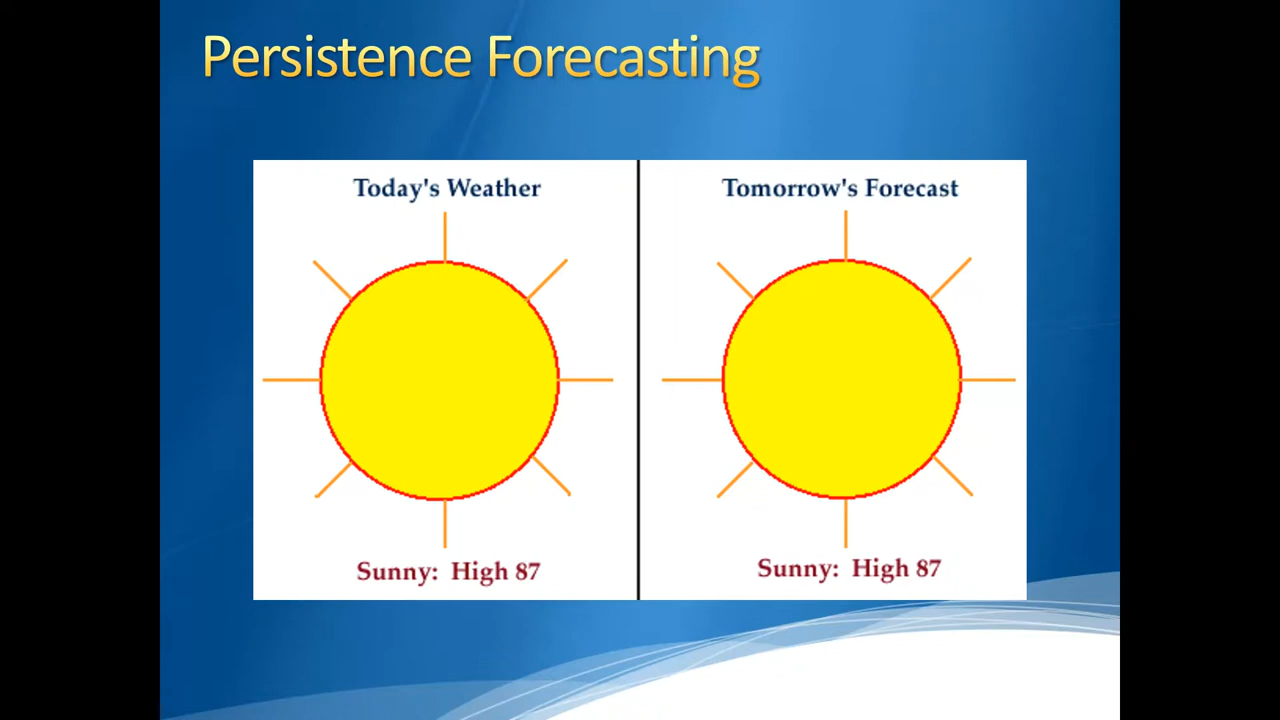 Persistence Forecasting
Today's Weather
Sunny: High 87
Tomorrow's Forecast
Sunny: High 87